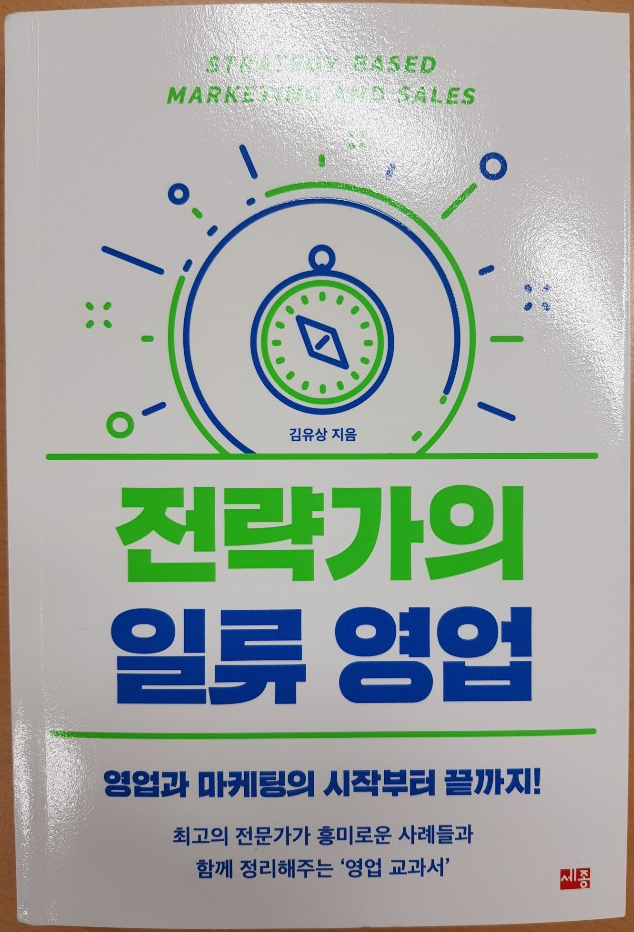 STRATEGY-BASED
MARKETING AND SALES
김유상 지음
전략가의
일류 영업
영업과 마케팅의 시작부터 끝까지!
최고의 전문가가 흥미로운 사례들과
함께 정리해주는 ‘영업 교과서’
세종